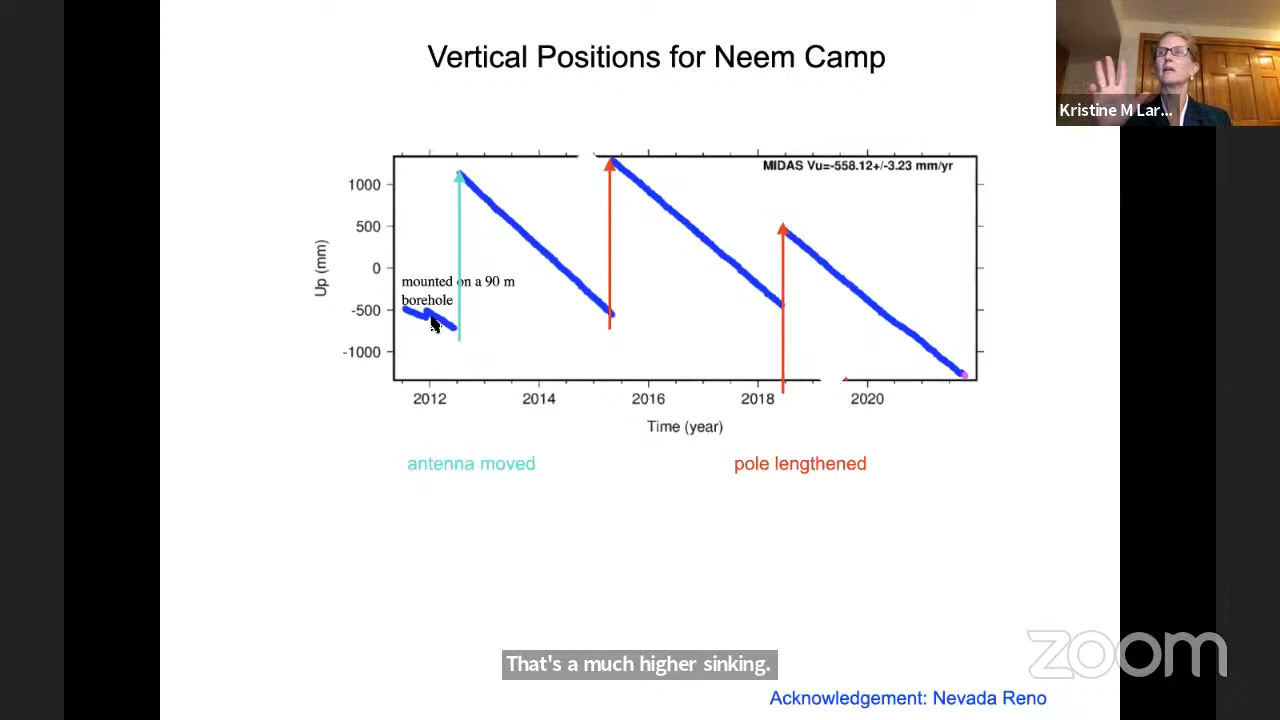 Vertical Positions for Neem Camp
Kristine M Lar...
MIDAS Vu=-558.12+/-3.23 mm/yr
1000
500
0
-500
-1000
Up (mm)
mounted on a 90 m
borehole
2012 2014 2016 2018 2020
Time (year)
antenna moved
pole lengthened
That's a much higher sinking.
zoom
Acknowledgement: Nevada Reno